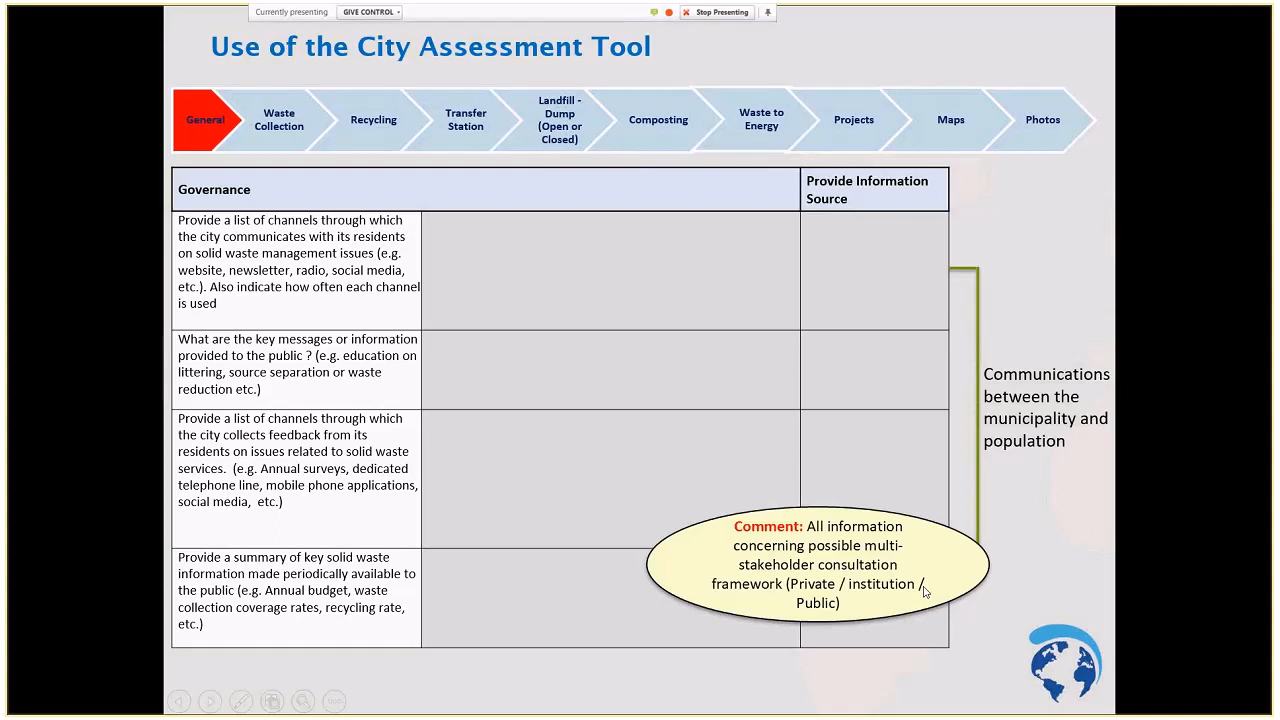 Currently presenting
GIVE CONTROL
Stop Presenting
Use of the City Assessment Tool
General
Waste
Collection
Recycling
Transfer
Station
Landfill -
Dump
(Open or
Closed)
Composting
Waste to
Energy
Projects
Maps
Photos
Governance
Provide Information
Source
Provide a list of channels through which
the city communicates with its residents
on solid waste management issues (e.g.
website, newsletter, radio, social media,
etc.). Also indicate how often each channel
is used
What are the key messages or information
provided to the public ? (e.g. education on
littering, source separation or waste
reduction etc.)
Provide a list of channels through which
the city collects feedback from its
residents on issues related to solid waste
services. (e.g. Annual surveys, dedicated
telephone line, mobile phone applications,
social media, etc.)
Provide a summary of key solid waste
information made periodically available to
the public (e.g. Annual budget, waste
collection coverage rates, recycling rate,
etc.)
Communications
between the
municipality and
population
Comment: All information
concerning possible multi-
stakeholder consultation
framework (Private / institution /
Public)